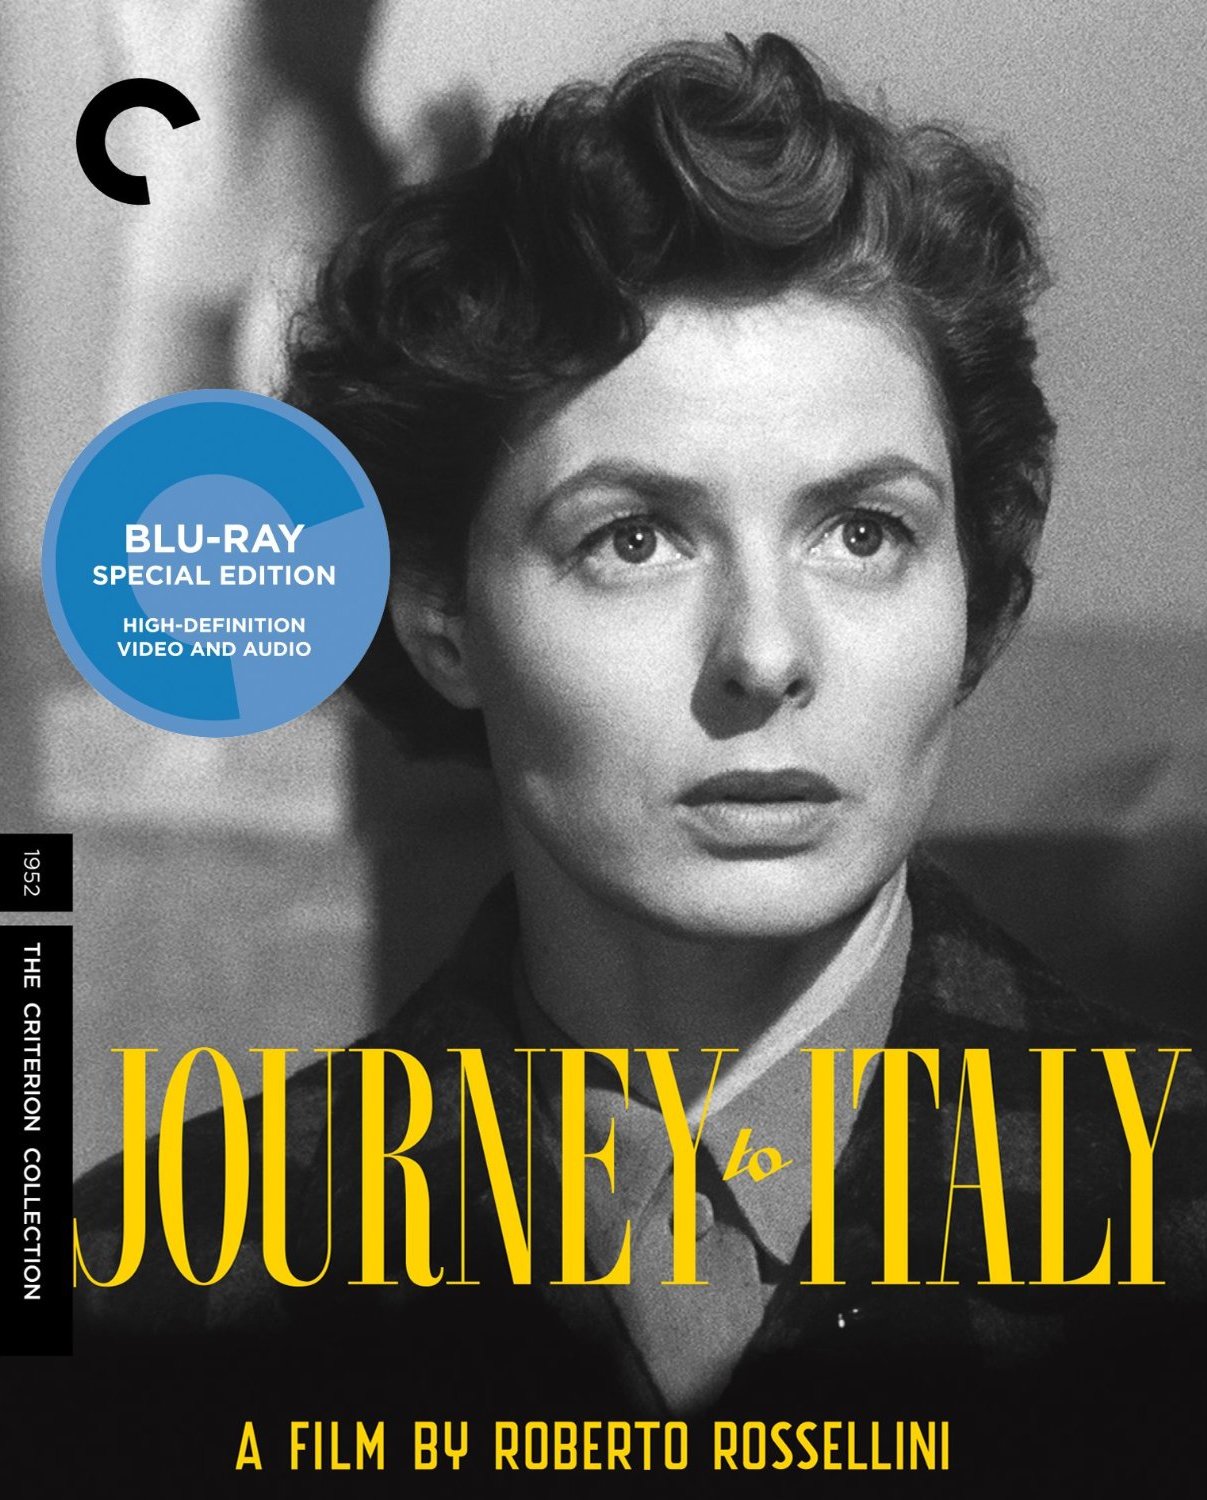 BLU-RAY
SPECIAL EDITION
HIGH-DEFINITION
VIDEO AND AUDIO
1952
THE CRITERION COLLECTION
JOURNEY to ITALY
A FILM BY ROBERTO ROSSELLINI